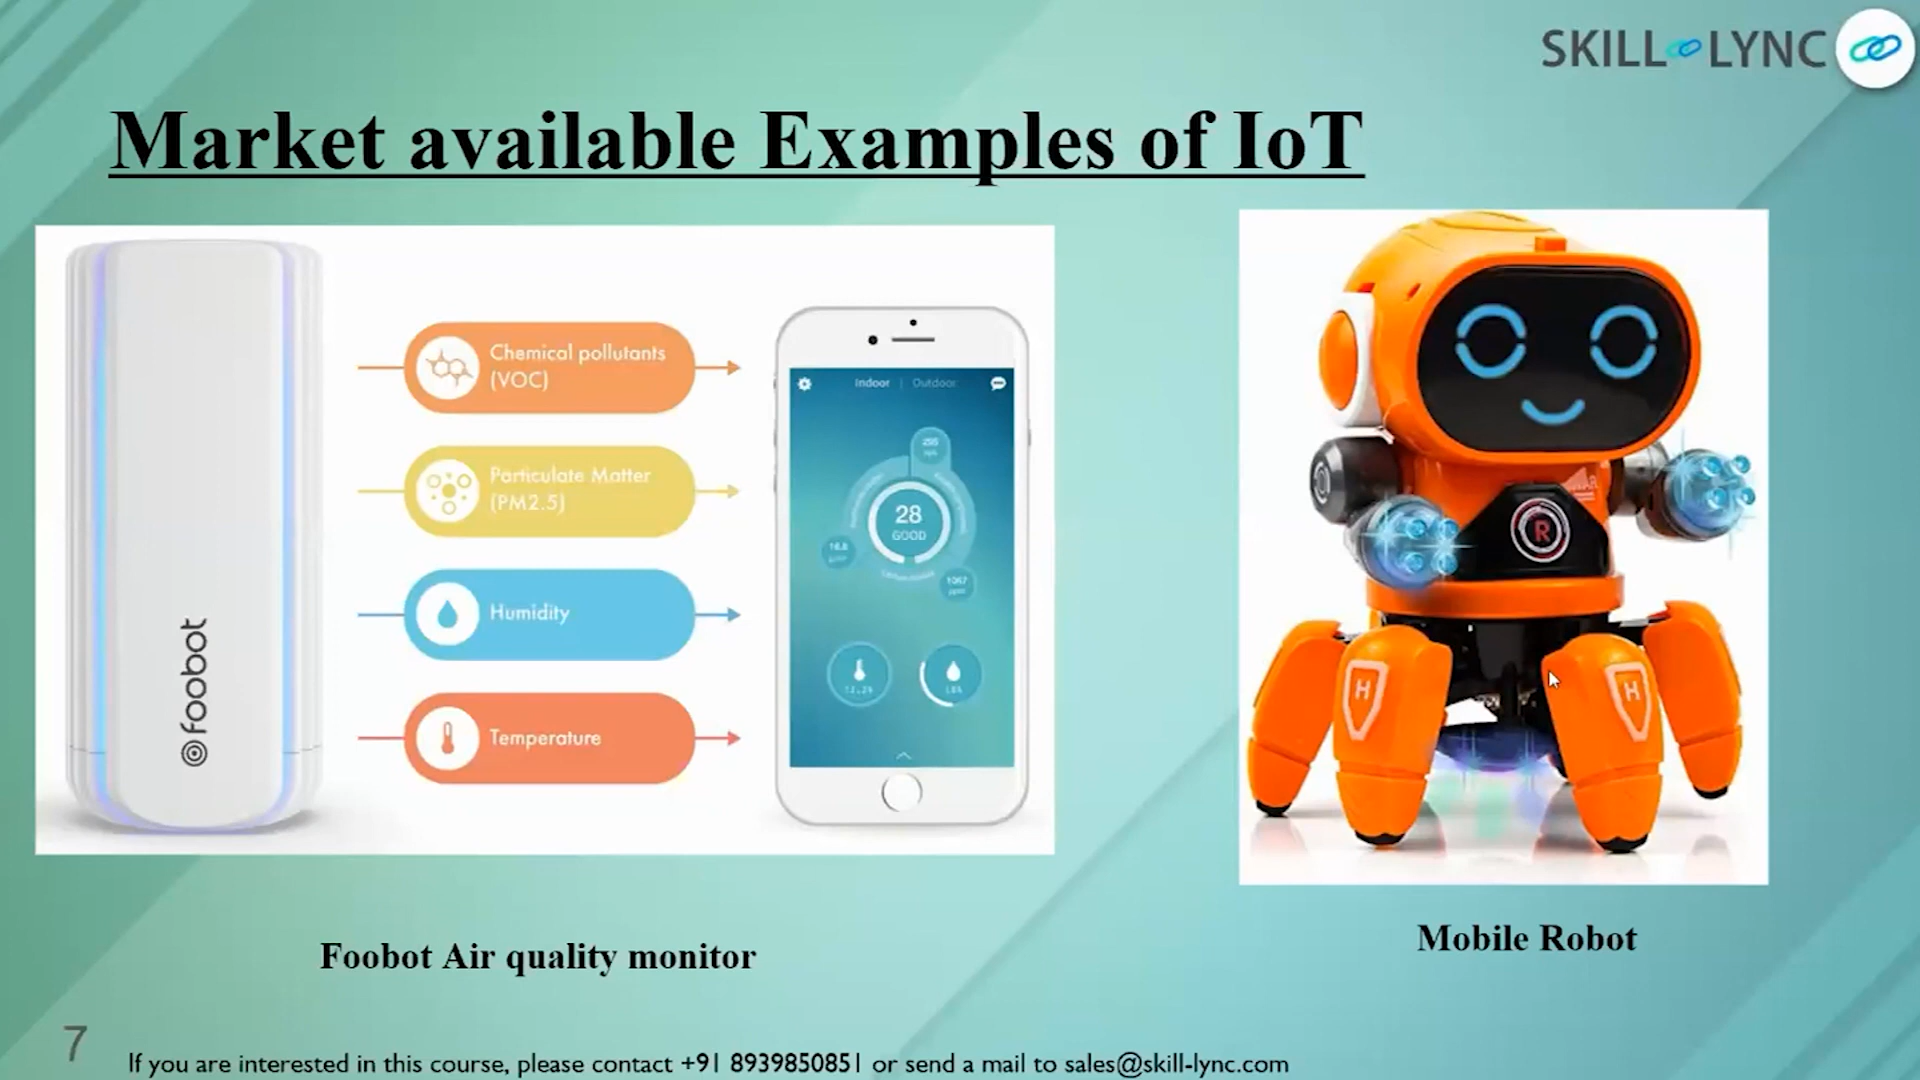 SKILL LYNC
Market available Examples of IoT
foobot
Chemical pollutants
(VOC)
Particulate Matter
(PM2.5)
Humidity
Temperature
Indoor | Outdoor
28
GOOD
R
H
H
Foobot Air quality monitor
Mobile Robot
7
If you are interested in this course, please contact +91 8939850851 or send a mail to sales@skill-lync.com